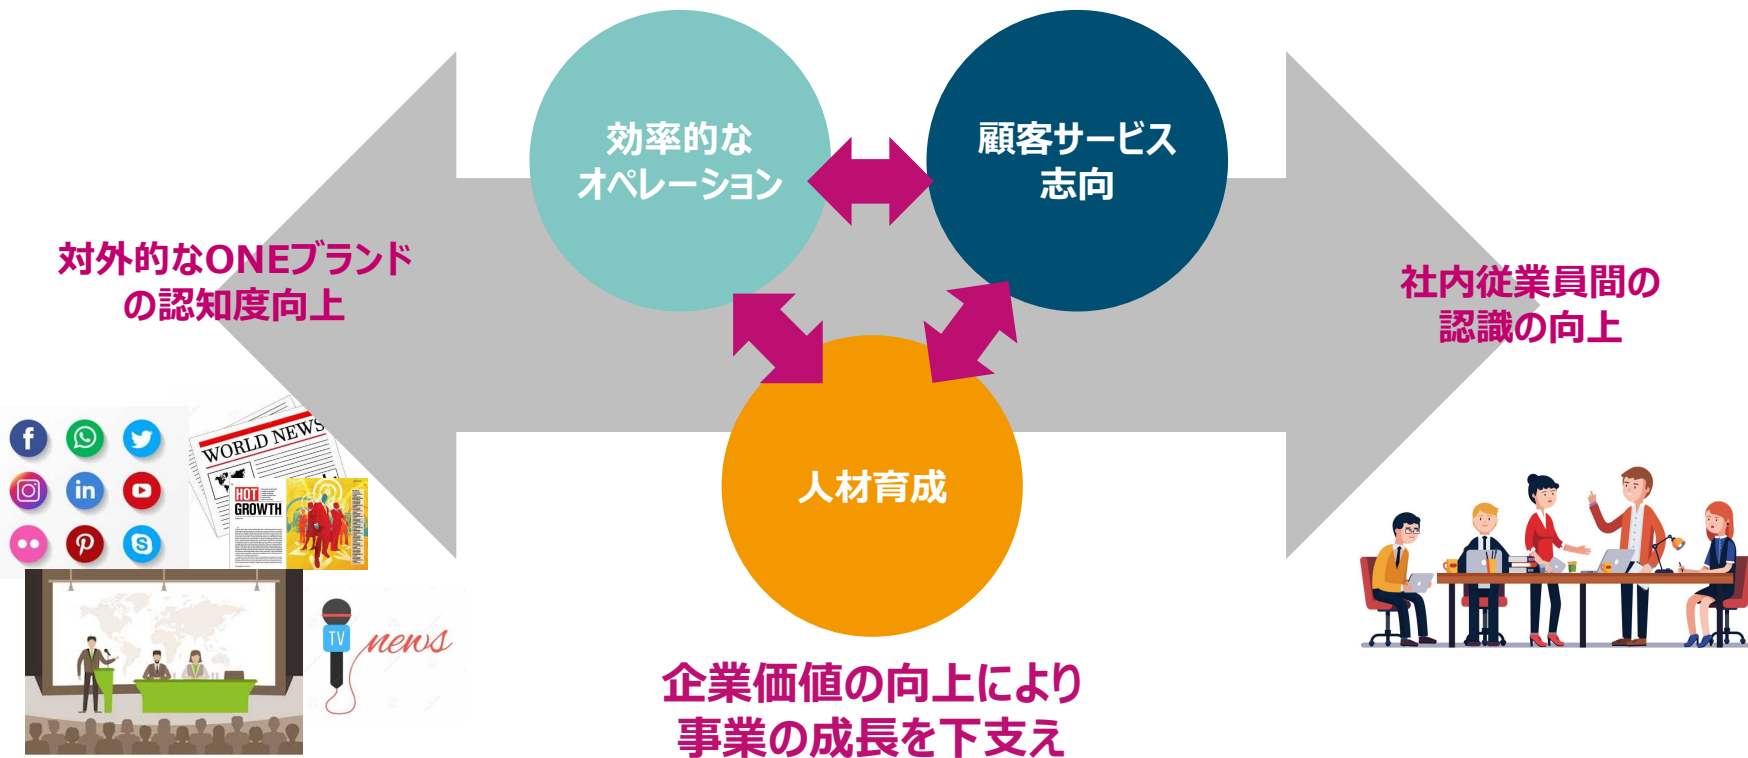 効率的な
オペレーション
顧客サービス
志向
対外的なONEブランド
の認知度向上
社内従業員間の
認識の向上
人材育成
WORLD NEWS
HOT
GROWTH
TV
news
企業価値の向上により
事業の成長を下支え